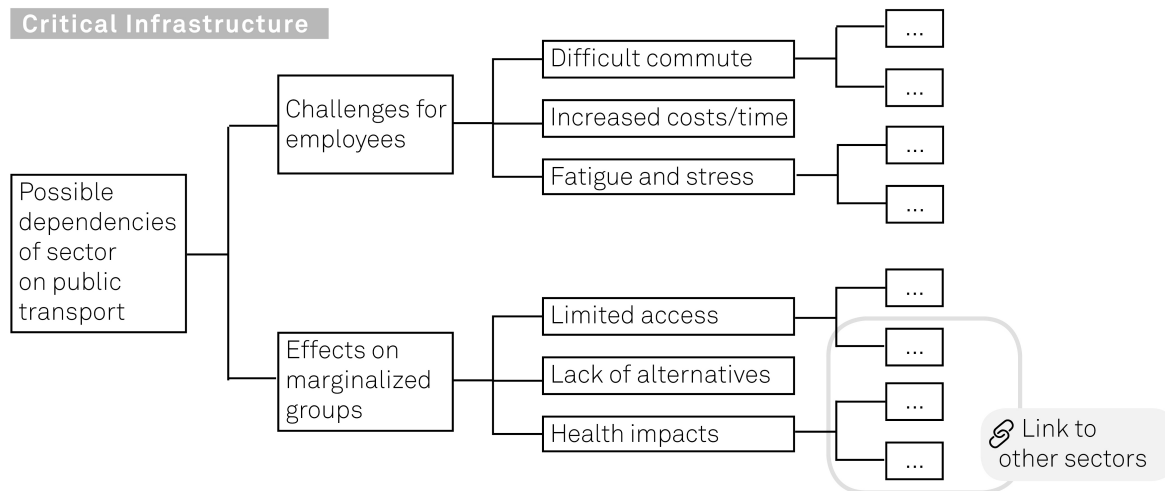 Critical Infrastructure
Possible
dependencies
of sector
on public
transport
Challenges for
employees
Difficult commute
...
...
Increased costs/time
Fatigue and stress
...
...
Effects on
marginalized
groups
Limited access
...
...
Lack of alternatives
Health impacts
...
...
Link to
other sectors